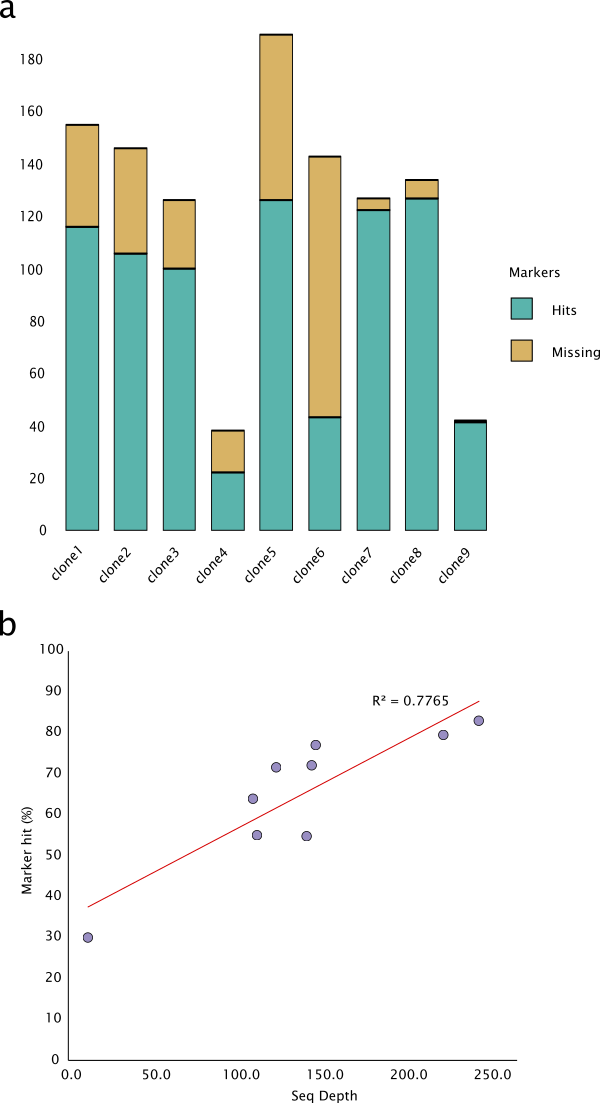 a
180
160
140
120
100
80
60
40
20
0
clone1
clone2
clone3
clone4
clone5
clone6
clone7
clone8
clone9
Markers
Hits
Missing
b
100
90
80
70
60
50
40
30
20
10
0
Marker hit (%)
R² = 0.7765
0.0 50.0 100.0 150.0 200.0 250.0
Seq Depth